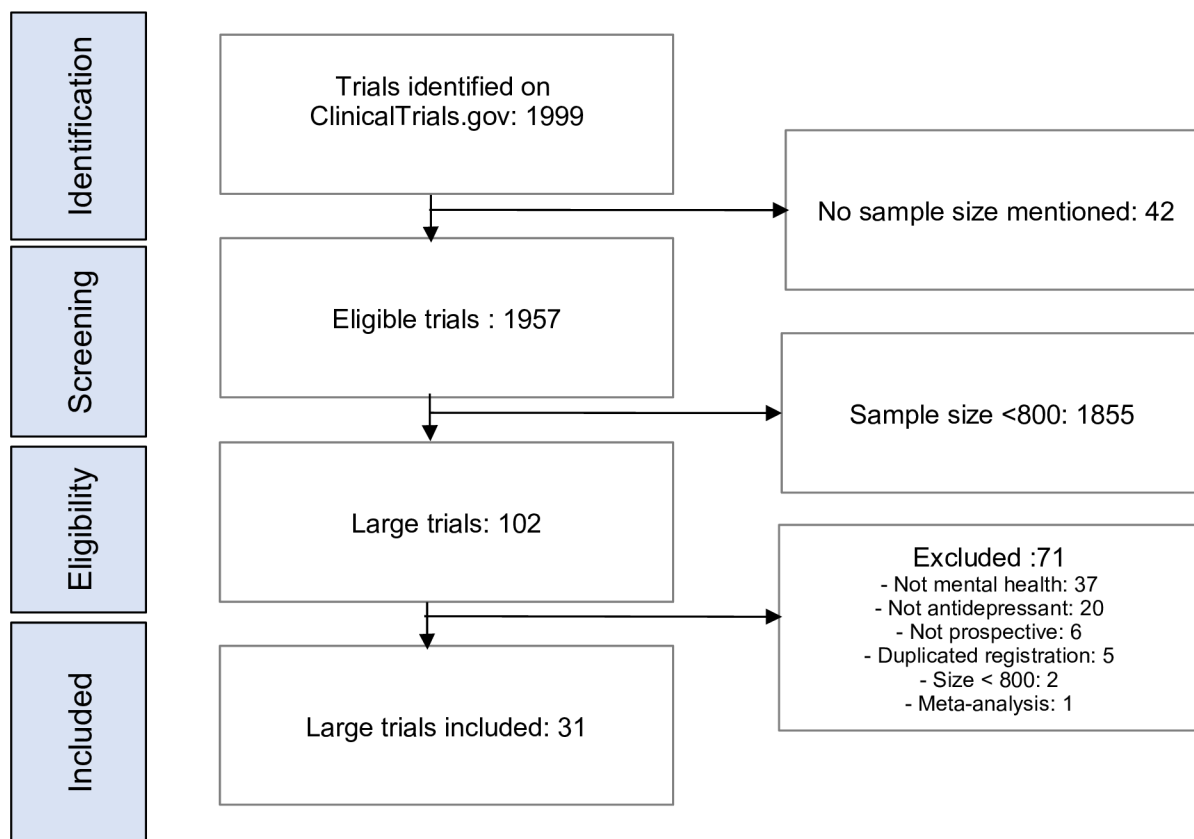 Identification
Trials identified on
ClinicalTrials.gov: 1999
No sample size mentioned: 42
Screening
Eligible trials : 1957
Sample size <800: 1855
Eligibility
Large trials: 102
Excluded :71
- Not mental health: 37
- Not antidepressant: 20
- Not prospective: 6
- Duplicated registration: 5
- Size < 800: 2
- Meta-analysis: 1
Included
Large trials included: 31